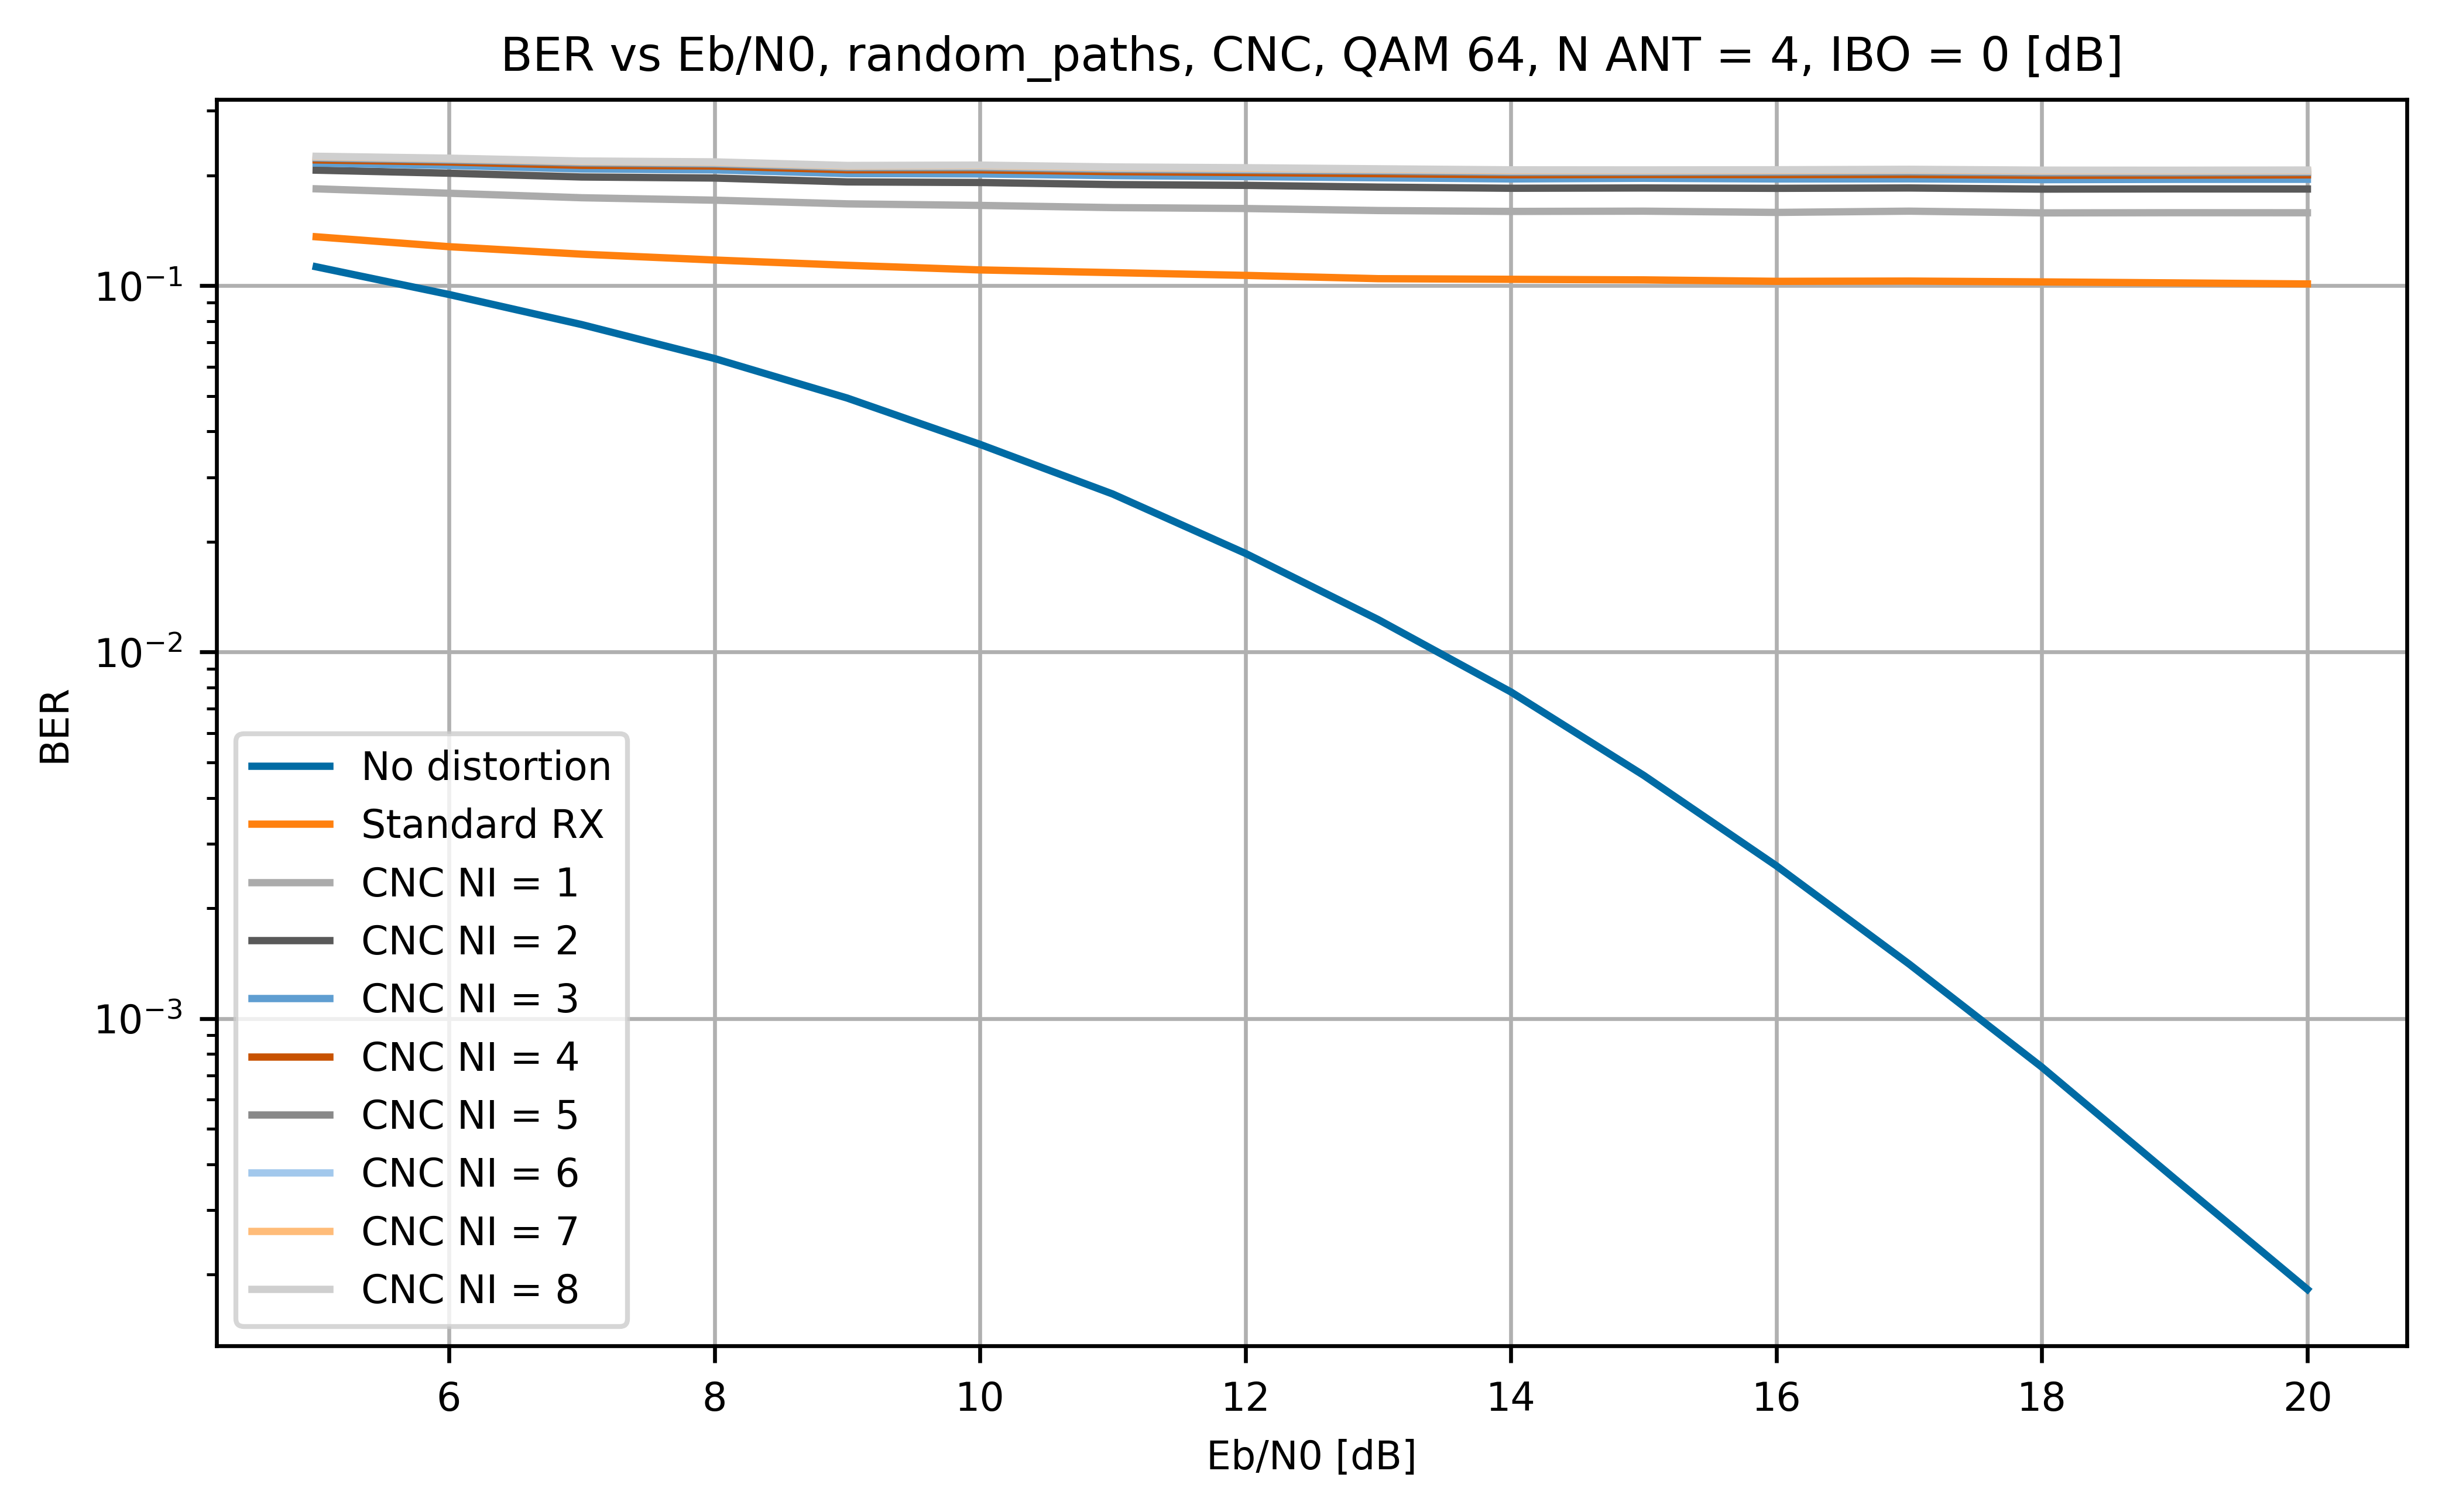 BER vs Eb/N0, random_paths, CNC, QAM 64, N ANT = 4, IBO = 0 [dB]
BER
10⁻¹
10⁻²
10⁻³
No distortion
Standard RX
CNC NI = 1
CNC NI = 2
CNC NI = 3
CNC NI = 4
CNC NI = 5
CNC NI = 6
CNC NI = 7
CNC NI = 8
6 8 10 12 14 16 18 20
Eb/N0 [dB]